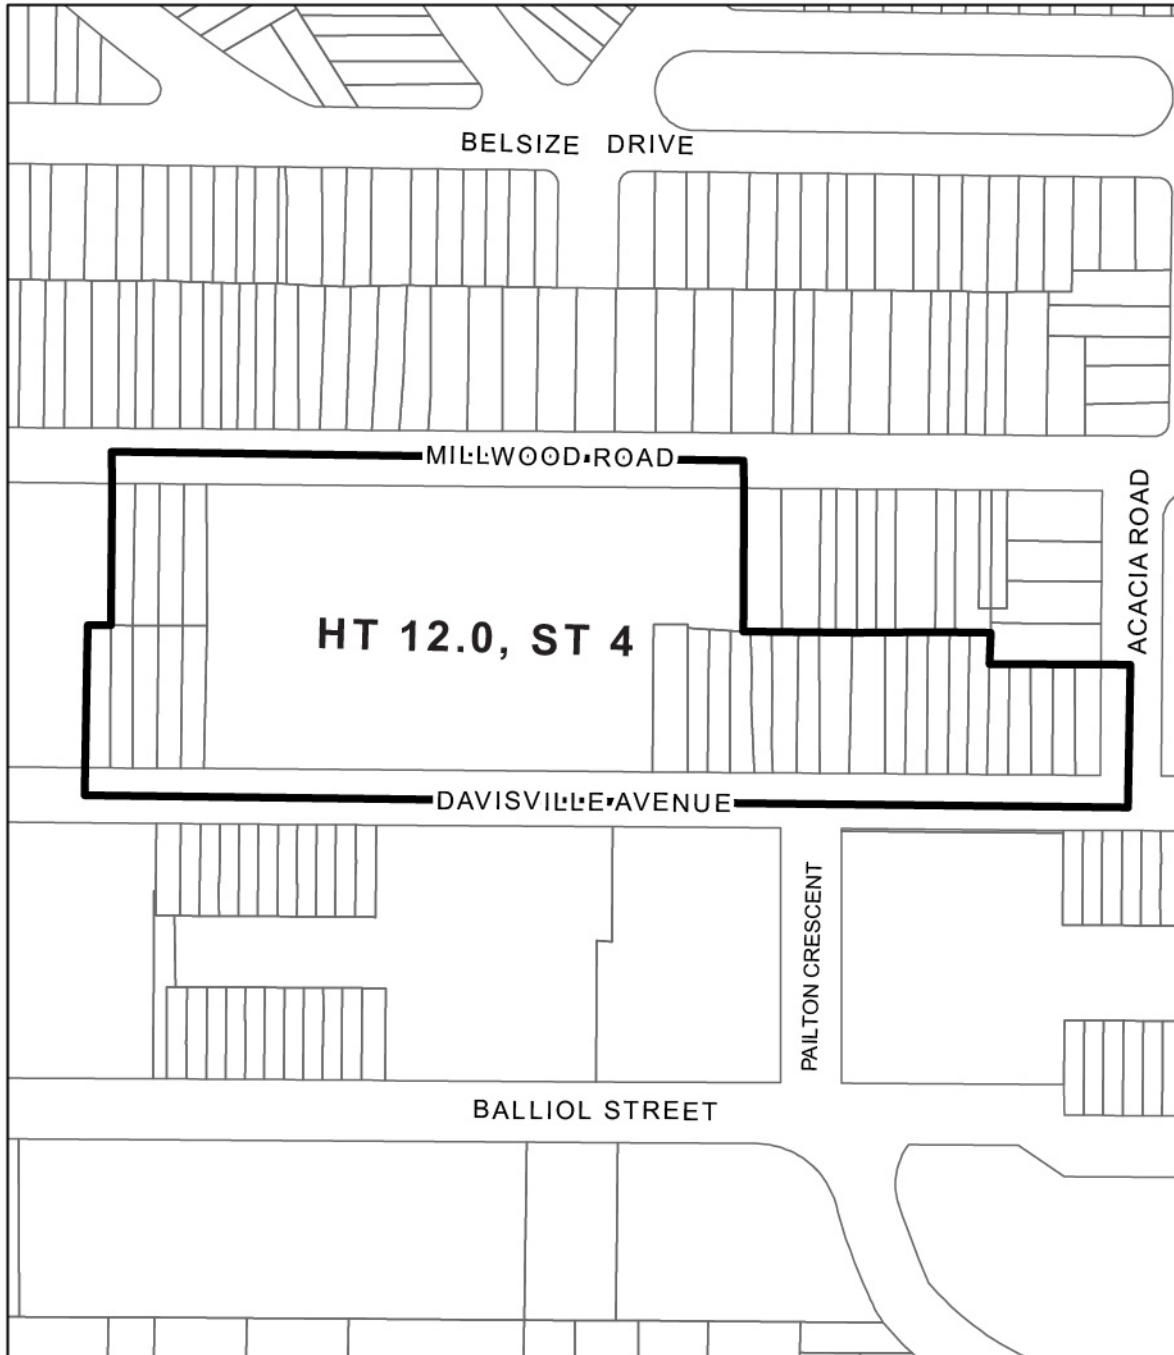 BELSIZE DRIVE
MILLWOOD ROAD
ACACIA ROAD
HT 12.0, ST 4
DAVISVILLE AVENUE
PAILTON CRESCENT
BALLIOL STREET